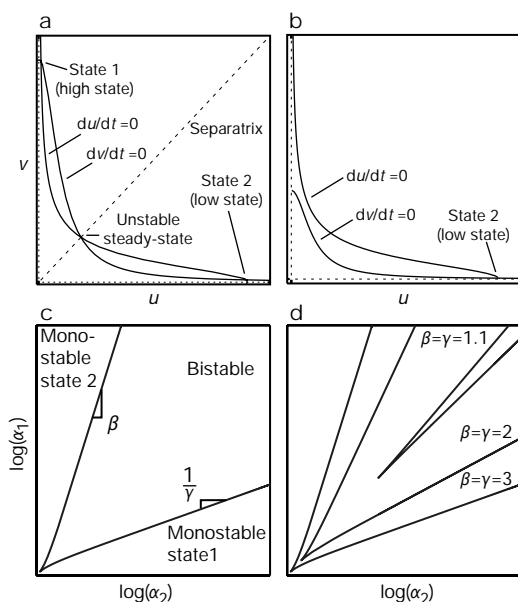 a
State 1
(high state)
du/dt=0
dv/dt=0
Separatrix
State 2
(low state)
Unstable
steady-state
v
u
b
du/dt=0
dv/dt=0
State 2
(low state)
u
c
Mono-
stable
state 2
Bistable
β
1
γ
Monostable
state1
log(α₁)
log(α₂)
d
β=γ=1.1
β=γ=2
β=γ=3
log(α₂)